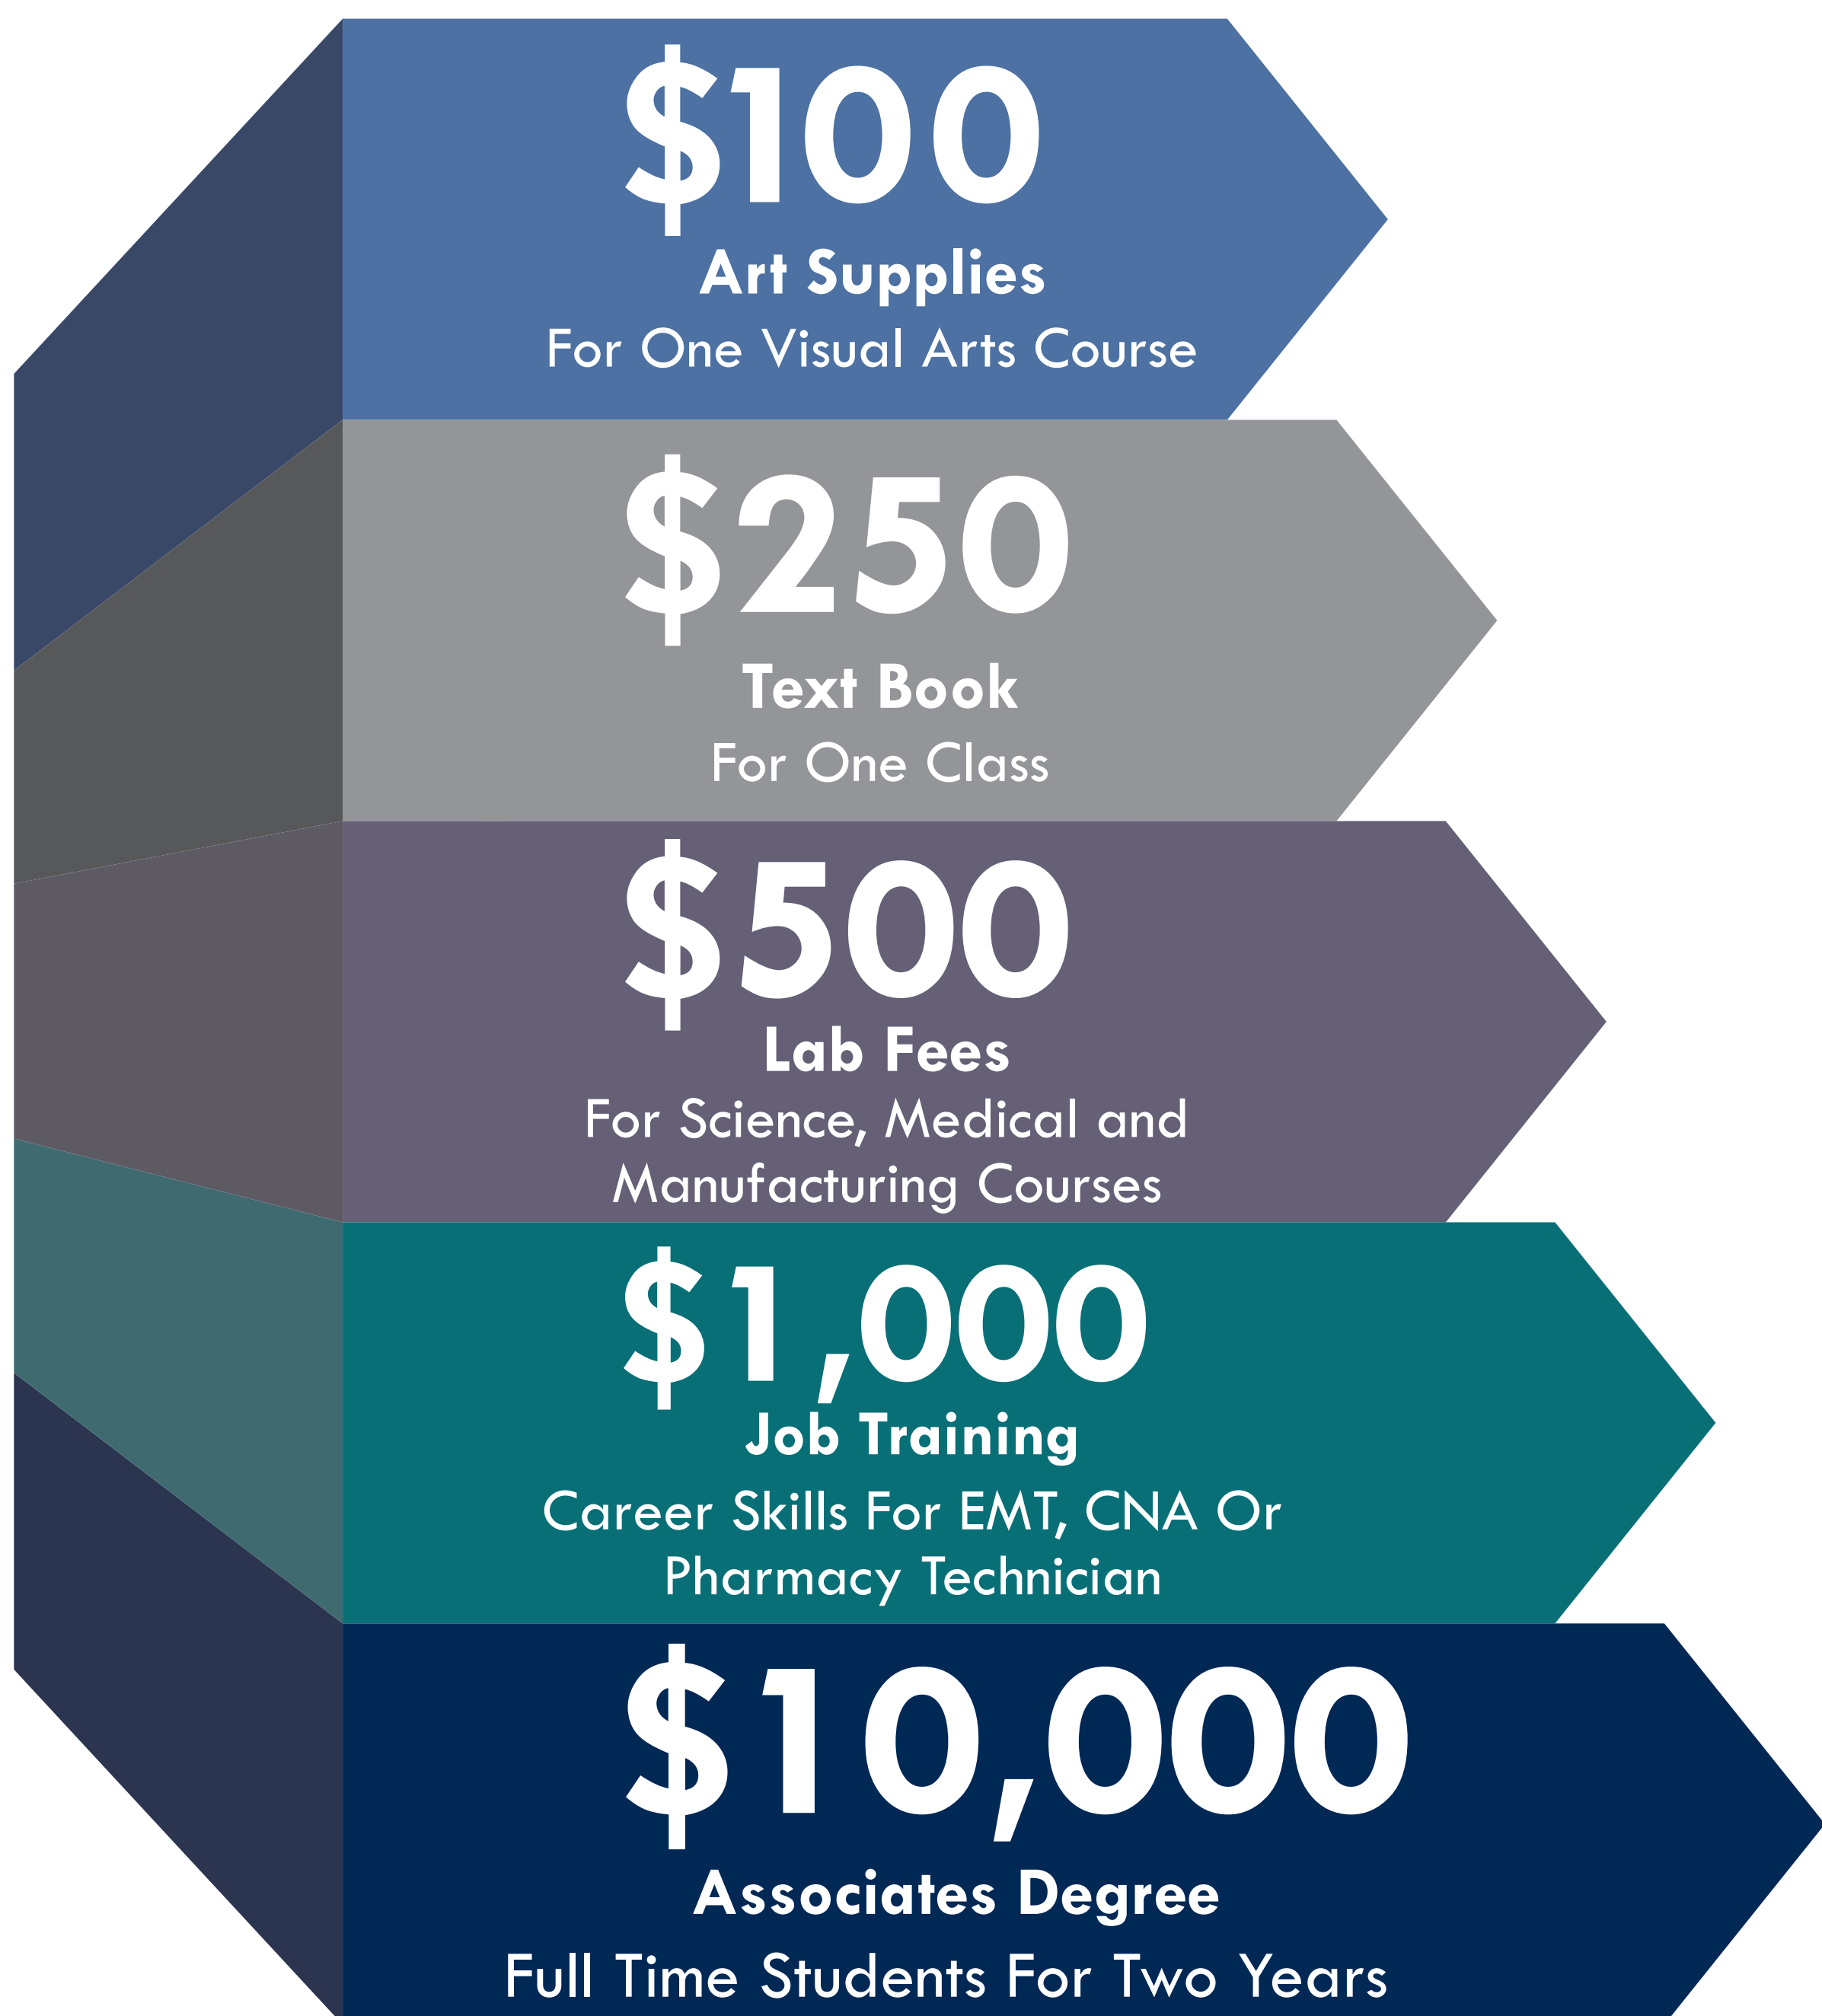 $100
Art Supplies
For One Visual Arts Course
$250
Text Book
For One Class
$500
Lab Fees
For Science, Medical and
Manufacturing Courses
$1,000
Job Training
Career Skills For EMT, CNA Or
Pharmacy Technician
$10,000
Associates Degree
Full Time Students For Two Years